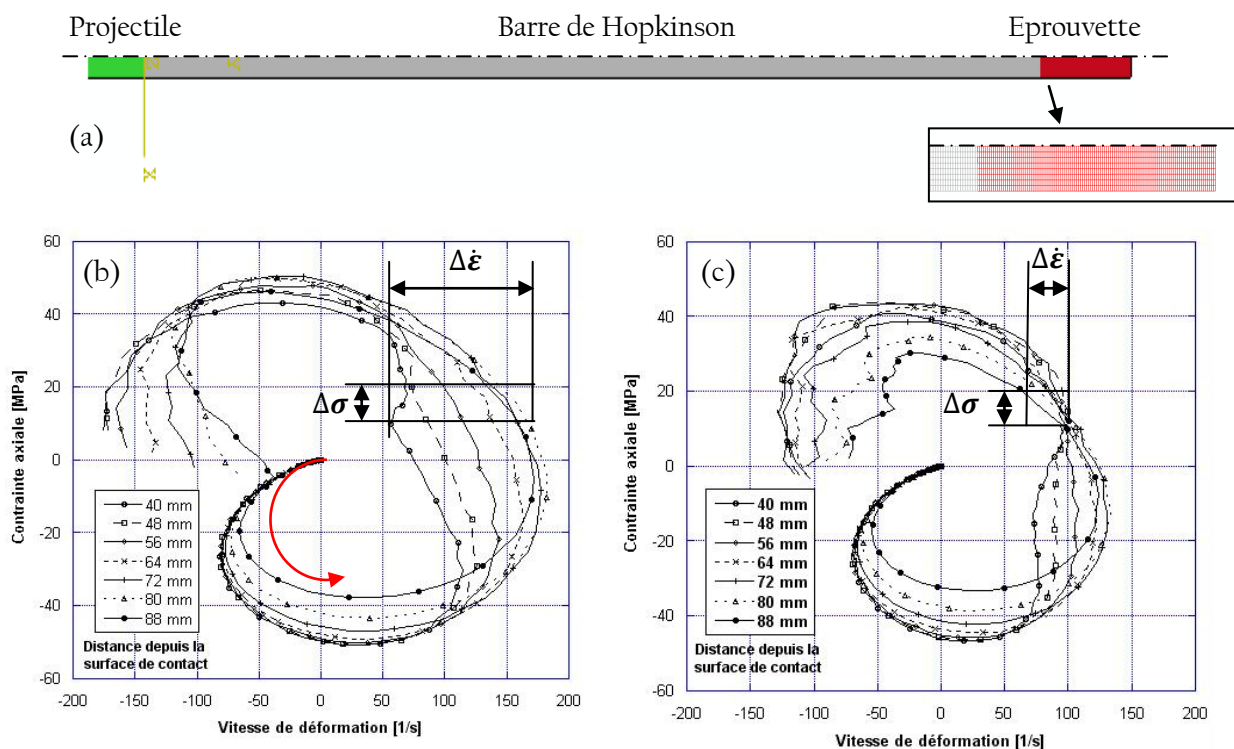 Projectile Barre de Hopkinson Eprouvette
(a)
(b)
60
40
20
0
-20
-40
-60
Contrainte axiale [MPa]
Δε̇
Δσ
40 mm
48 mm
56 mm
64 mm
72 mm
80 mm
88 mm
Distance depuis la
surface de contact
-200 -150 -100 -50 0 50 100 150 200
Vitesse de déformation [1/s]
(c)
60
40
20
0
-20
-40
-60
Contrainte axiale [MPa]
Δε̇
Δσ
40 mm
48 mm
56 mm
64 mm
72 mm
80 mm
88 mm
Distance depuis la
surface de contact
-200 -150 -100 -50 0 50 100 150 200
Vitesse de déformation [1/s]